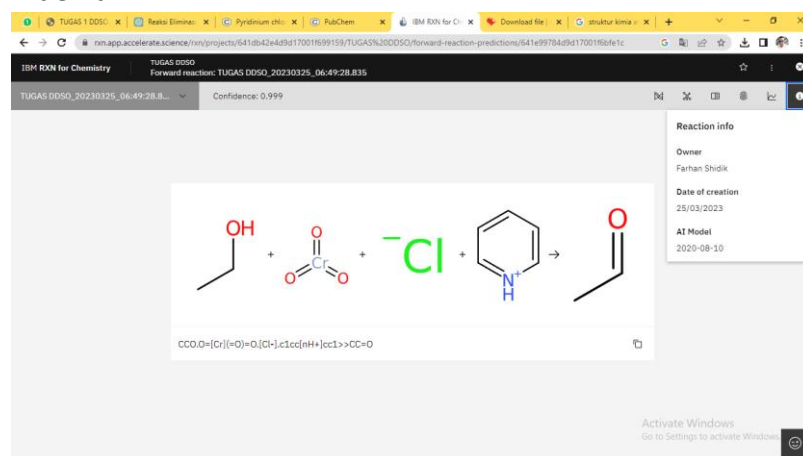 TUGAS 1 DDSC
Reaksi Eliminac
Pyridinium chlo
PubChem
IBM RXN for Ch
Download file |
struktur kimia
rxn.app.accelerate.science/rxn/projects/641db42e4d9d17001f699159/TUGAS%20DDSO/forward-reaction-predictions/641e99784d9d17001f6bfe1c
IBM RXN for Chemistry
TUGAS DDSO
Forward reaction: TUGAS DDSO_20230325_06:49:28.835
TUGAS DDSO_20230325_06:49:28.8...
Confidence: 0.999
Reaction info
Owner
Farhan Shidik
Date of creation
25/03/2023
AI Model
2020-08-10
OH + O=Cr=O O + −Cl + N+ H → O
CCO.O=[Cr](=O)=O.[Cl-].c1cc[nH+]cc1>>CC=O
Activate Windows
Go to Settings to activate Windows.